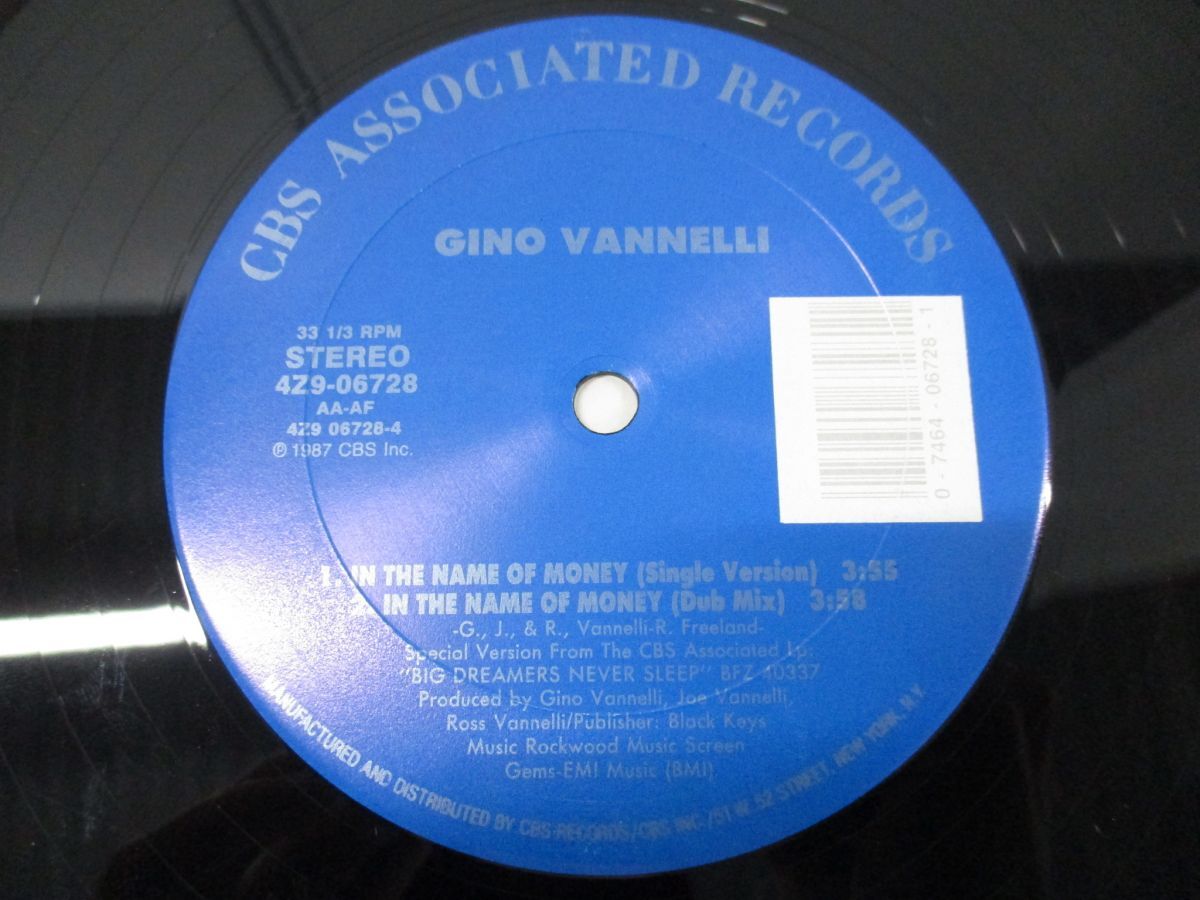 CBS ASSOCIATED RECORDS
GINO VANNELLI
33 1/3 RPM
STEREO
4Z9-06728
AA-AF
4Z9 06728-4
℗ 1987 CBS Inc.
0 - 7464 - 06728 - 1
1. IN THE NAME OF MONEY (Single Version) 3:55
2. IN THE NAME OF MONEY (Dub Mix) 3:58
-G., J., & R., Vannelli-R. Freeland-
Special Version From The CBS Associated Lp:
"BIG DREAMERS NEVER SLEEP" BFZ 40337
Produced by Gino Vannelli, Joe Vannelli,
Ross Vannelli/Publisher: Black Keys
Music Rockwood Music Screen
Gems-EMI Music (BMI)
MANUFACTURED AND DISTRIBUTED BY CBS RECORDS/CBS INC./51 W. 52 STREET, NEW YORK, N.Y.